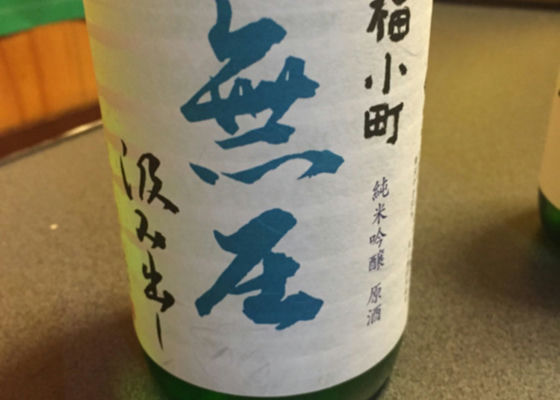 福小町
純米吟醸 原酒
無圧
汲み出し